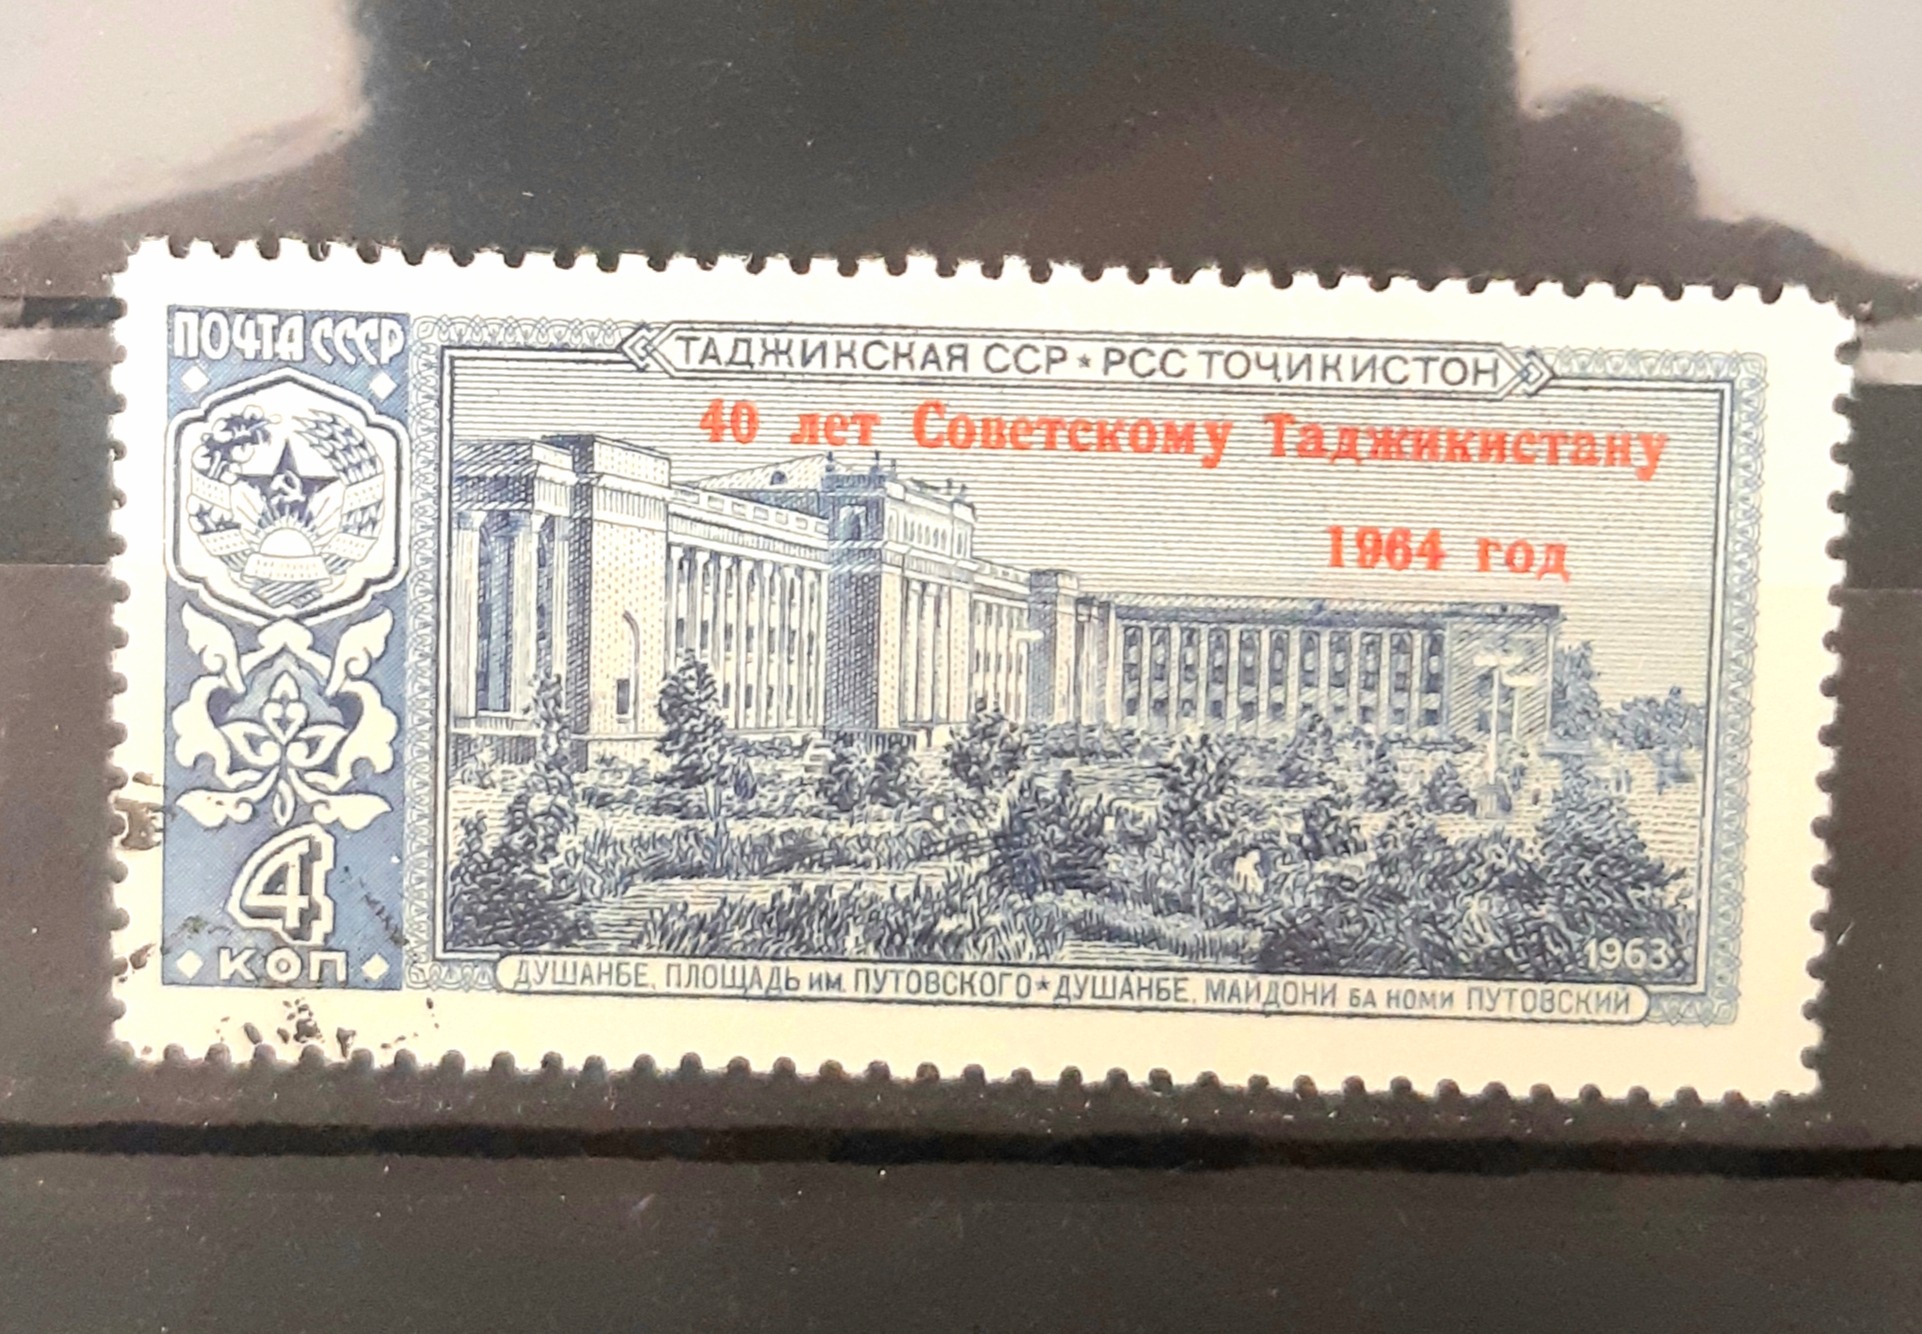 ПОЧТА СССР
ТАДЖИКСКАЯ ССР * РСС ТОҶИКИСТОН
40 лет Советскому Таджикистану
1964 год
4
КОП
1963
ДУШАНБЕ, ПЛОЩАДЬ им. ПУТОВСКОГО * ДУШАНБЕ, МАЙДОНИ БА НОМИ ПУТОВСКИЙ